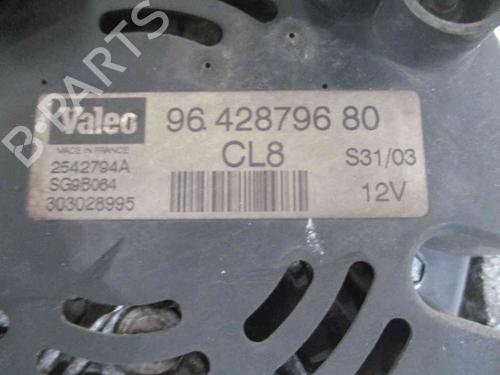 B-PARTS
Valeo
MADE IN FRANCE
2542794A
SG9B064
303028995
96 428796 80
CL8
S31/03
12V